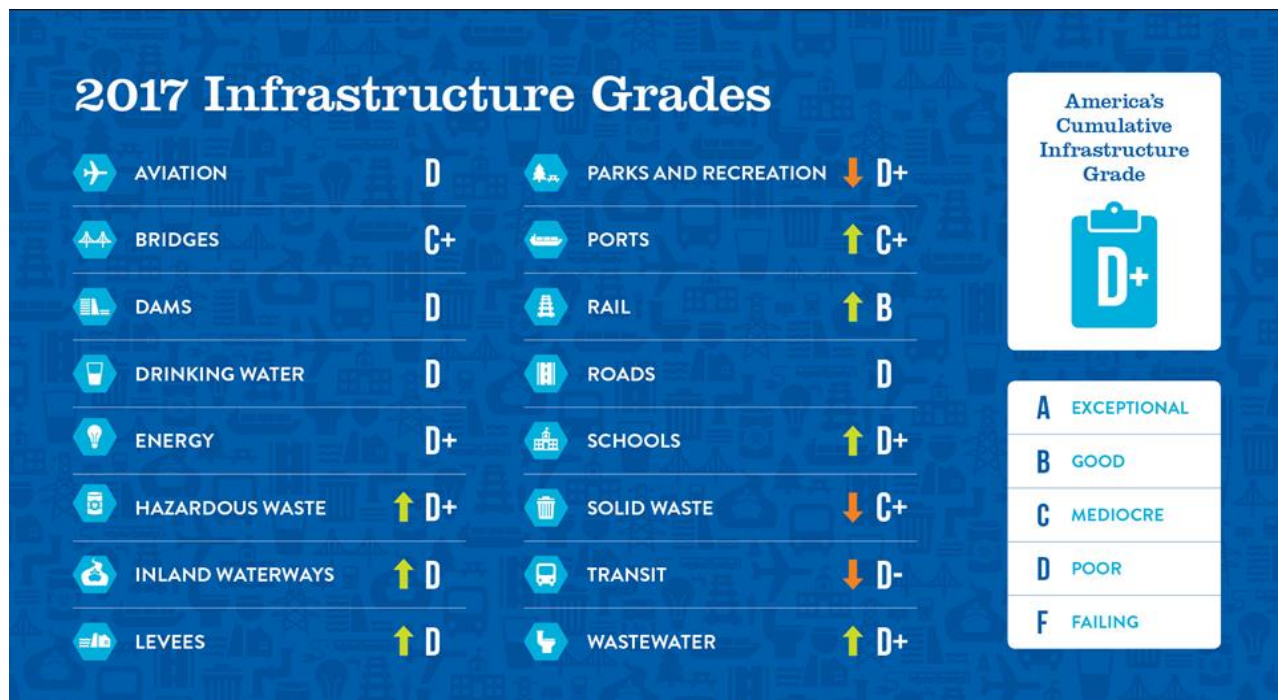 2017 Infrastructure Grades
AVIATION D
BRIDGES C+
DAMS D
DRINKING WATER D
ENERGY D+
HAZARDOUS WASTE D+
INLAND WATERWAYS D
LEVEES D
PARKS AND RECREATION D+
PORTS C+
RAIL B
ROADS D
SCHOOLS D+
SOLID WASTE C+
TRANSIT D-
WASTEWATER D+
America's
Cumulative
Infrastructure
Grade
D+
A EXCEPTIONAL
B GOOD
C MEDIOCRE
D POOR
F FAILING